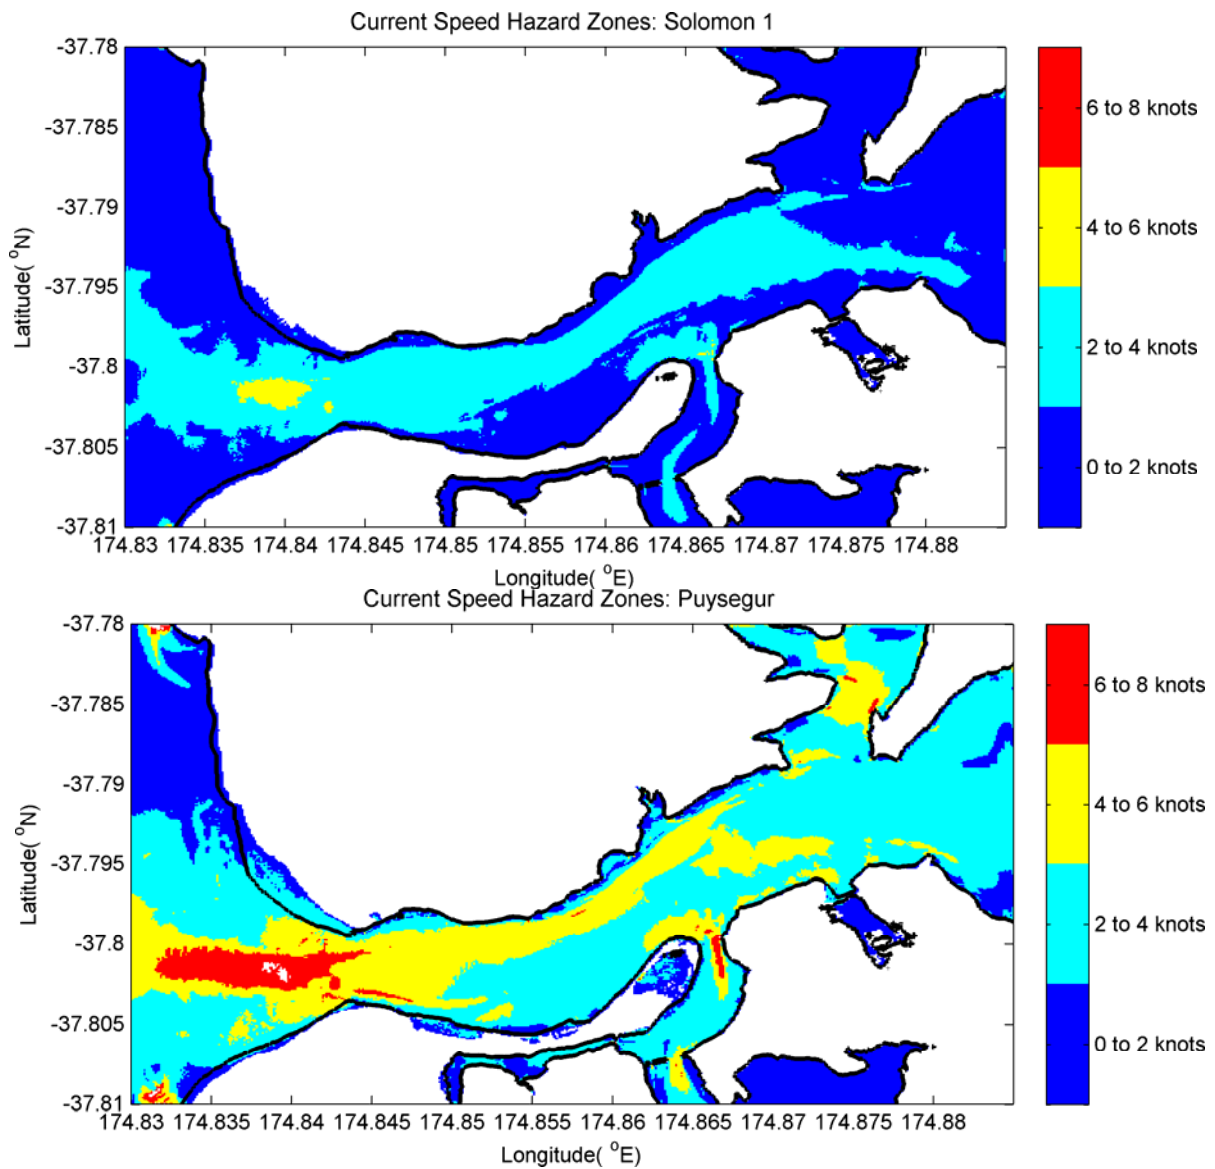 Current Speed Hazard Zones: Solomon 1
-37.78
-37.785
-37.79
-37.795
-37.8
-37.805
-37.81
Latitude( °N)
174.83 174.835 174.84 174.845 174.85 174.855 174.86 174.865 174.87 174.875 174.88
Longitude( °E)
6 to 8 knots
4 to 6 knots
2 to 4 knots
0 to 2 knots
Current Speed Hazard Zones: Puysegur
-37.78
-37.785
-37.79
-37.795
-37.8
-37.805
-37.81
Latitude( °N)
174.83 174.835 174.84 174.845 174.85 174.855 174.86 174.865 174.87 174.875 174.88
Longitude( °E)
6 to 8 knots
4 to 6 knots
2 to 4 knots
0 to 2 knots